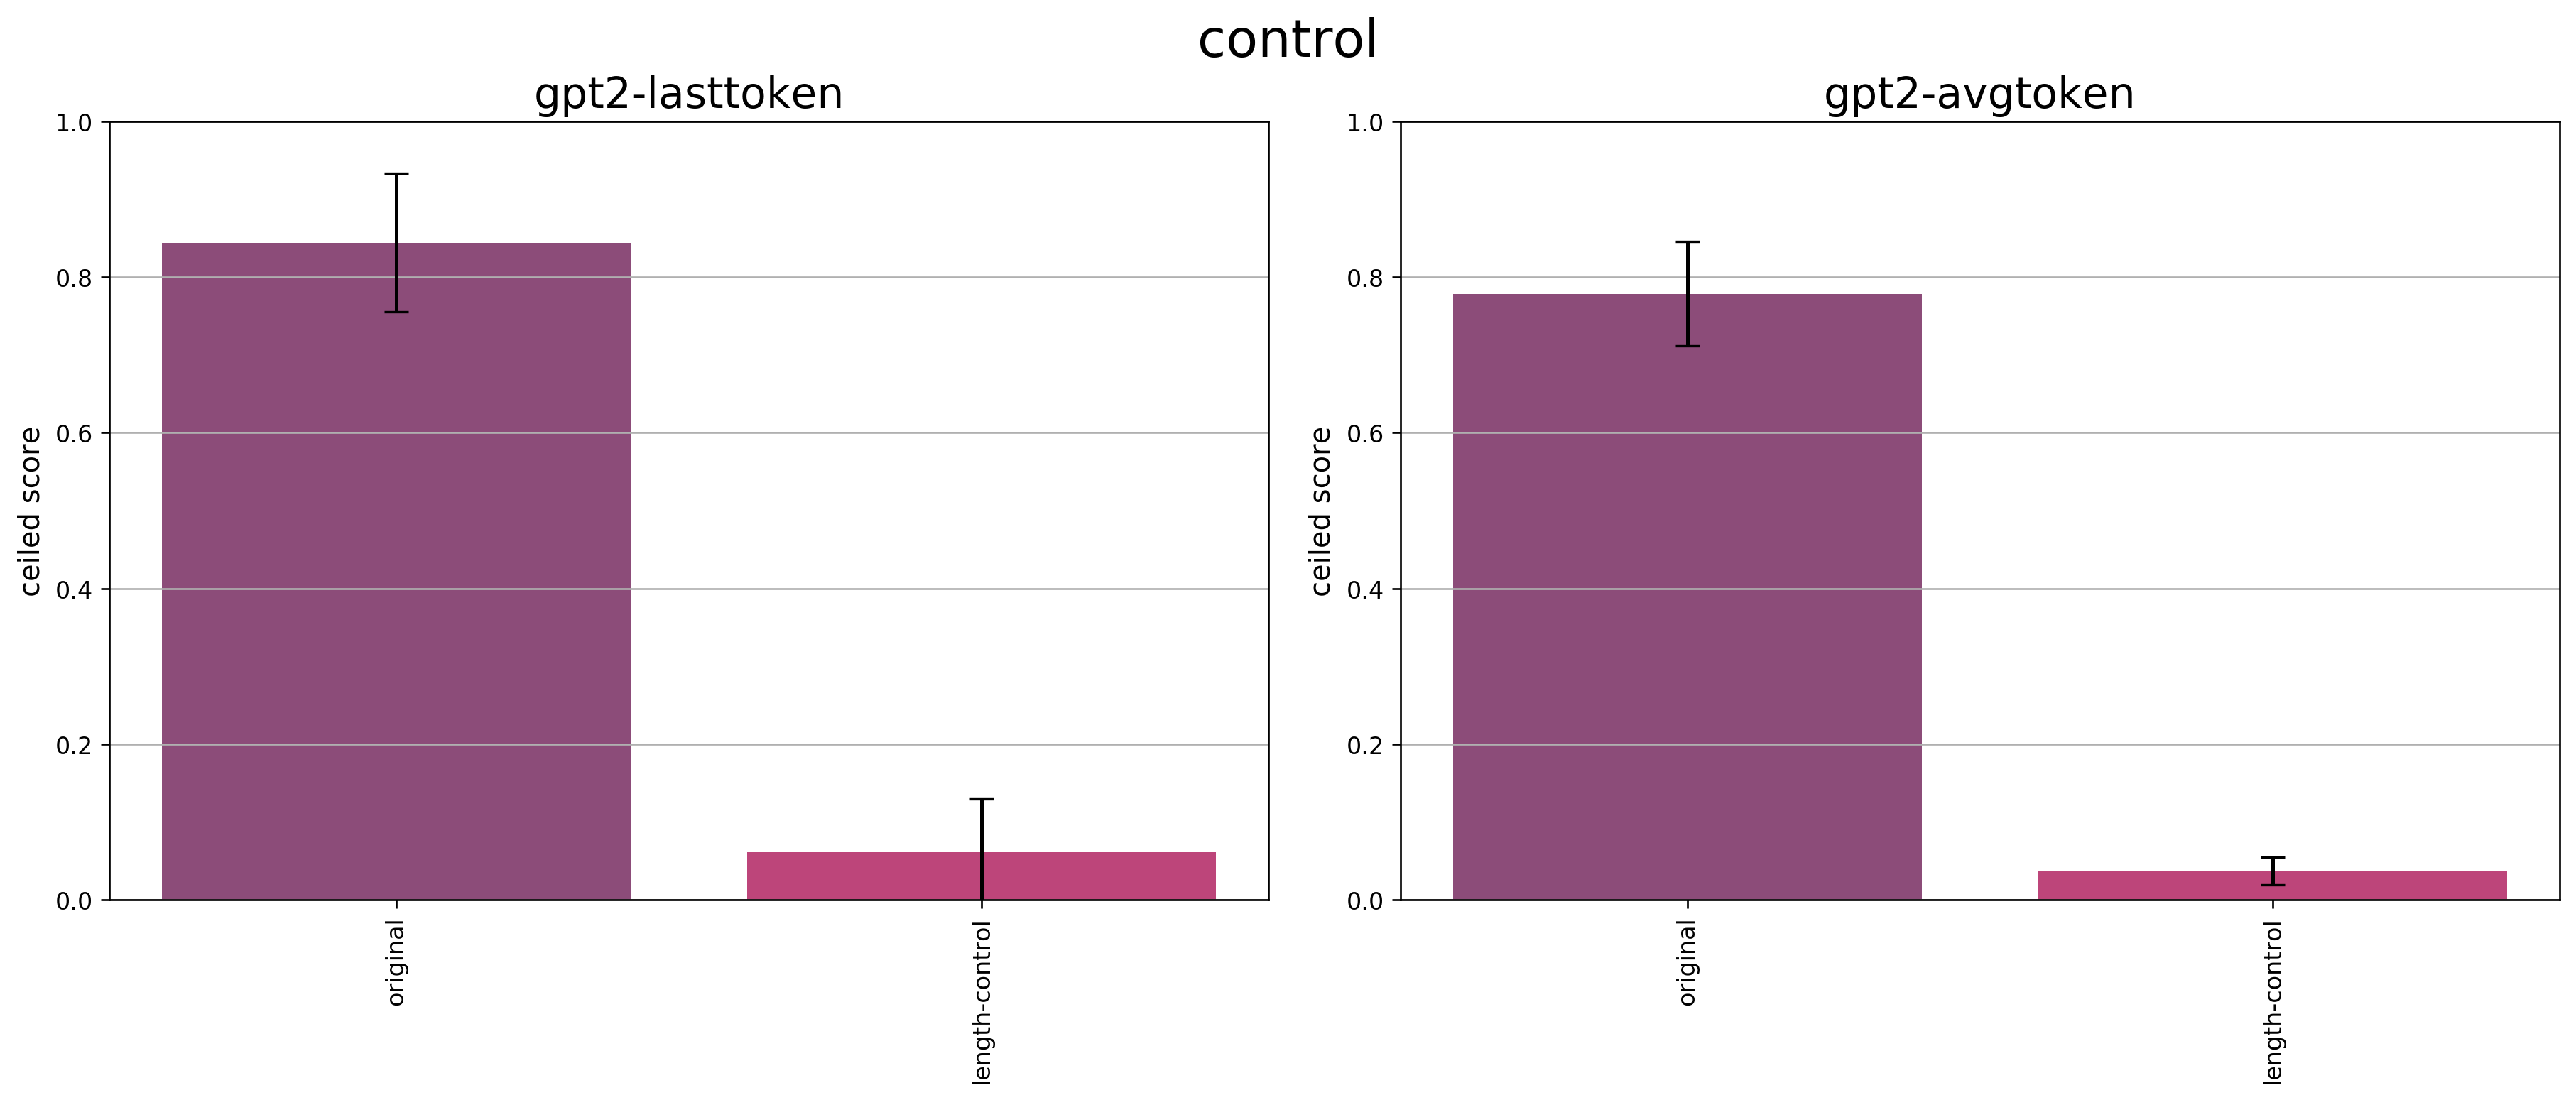 control
gpt2-lasttoken
ceiled score
1.0
0.8
0.6
0.4
0.2
0.0
original
length-control
gpt2-avgtoken
ceiled score
1.0
0.8
0.6
0.4
0.2
0.0
original
length-control